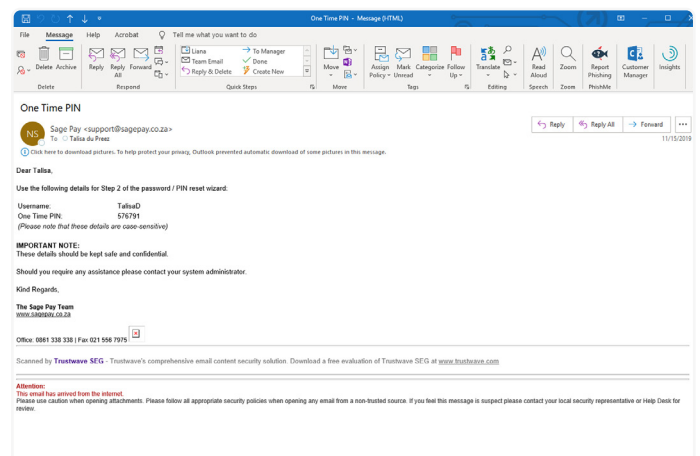 One Time PIN - Message (HTML)
File Message Help Acrobat Tell me what you want to do
Delete Archive
Reply Reply All Forward
Liana
Team Email
Reply & Delete
To Manager
Done
Create New
Move
Assign Policy Mark Unread Categorize Follow Up
Translate
Read Aloud
Zoom
Report Phishing
Customer Manager
Insights
Delete Respond Quick Steps Move Tags Editing Speech Zoom PhishMe
One Time PIN
NS
Sage Pay <support@sagepay.co.za>
To Talisa du Preez
Reply Reply All Forward
11/15/2019
Click here to download pictures. To help protect your privacy, Outlook prevented automatic download of some pictures in this message.
Dear Talisa,
Use the following details for Step 2 of the password / PIN reset wizard:
Username: TalisaD
One Time PIN: 576791
(Please note that these details are case-sensitive)
IMPORTANT NOTE:
These details should be kept safe and confidential.
Should you require any assistance please contact your system administrator.
Kind Regards,
The Sage Pay Team
www.sagepay.co.za
Office: 0861 338 338 | Fax 021 556 7975
Scanned by Trustwave SEG - Trustwave's comprehensive email content security solution. Download a free evaluation of Trustwave SEG at www.trustwave.com
Attention:
This email has arrived from the internet.
Please use caution when opening attachments. Please follow all appropriate security policies when opening any email from a non-trusted source. If you feel this message is suspect please contact your local security representative or Help Desk for
review.